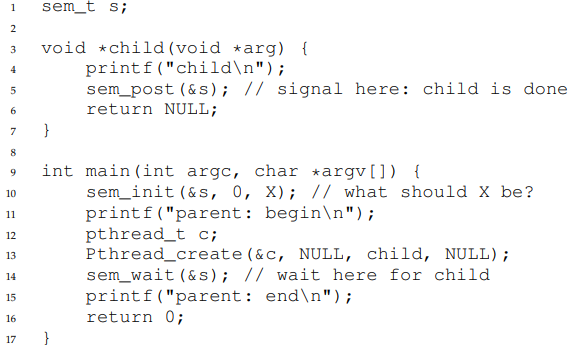 1 sem_t s;
2
3 void *child(void *arg) {
4     printf("child\n");
5     sem_post(&s); // signal here: child is done
6     return NULL;
7 }
8
9 int main(int argc, char *argv[]) {
10     sem_init(&s, 0, X); // what should X be?
11     printf("parent: begin\n");
12     pthread_t c;
13     Pthread_create(&c, NULL, child, NULL);
14     sem_wait(&s); // wait here for child
15     printf("parent: end\n");
16     return 0;
17 }